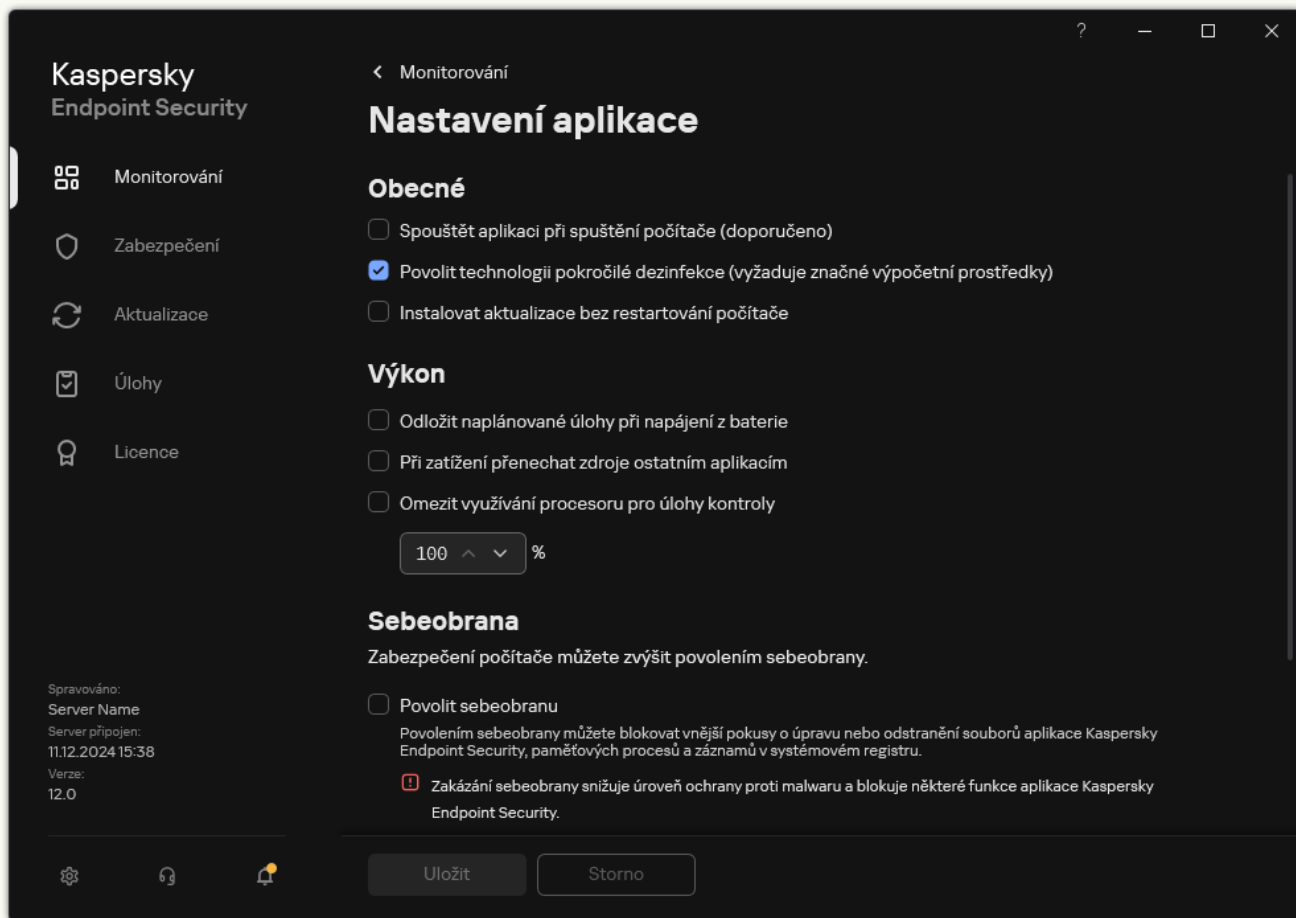 ?
Kaspersky
Endpoint Security
Monitorování
Zabezpečení
Aktualizace
Úlohy
Licence
Spravováno:
Server Name
Server připojen:
11.12.2024 15:38
Verze:
12.0
Monitorování
Nastavení aplikace
Obecné
Spouštět aplikaci při spuštění počítače (doporučeno)
Povolit technologii pokročilé dezinfekce (vyžaduje značné výpočetní prostředky)
Instalovat aktualizace bez restartování počítače
Výkon
Odložit naplánované úlohy při napájení z baterie
Při zatížení přenechat zdroje ostatním aplikacím
Omezit využívání procesoru pro úlohy kontroly
100 %
Sebeobrana
Zabezpečení počítače můžete zvýšit povolením sebeobrany.
Povolit sebeobranu
Povolením sebeobrany můžete blokovat vnější pokusy o úpravu nebo odstranění souborů aplikace Kaspersky
Endpoint Security, paměťových procesů a záznamů v systémovém registru.
Zakázání sebeobrany snižuje úroveň ochrany proti malwaru a blokuje některé funkce aplikace Kaspersky
Endpoint Security.
Uložit
Storno